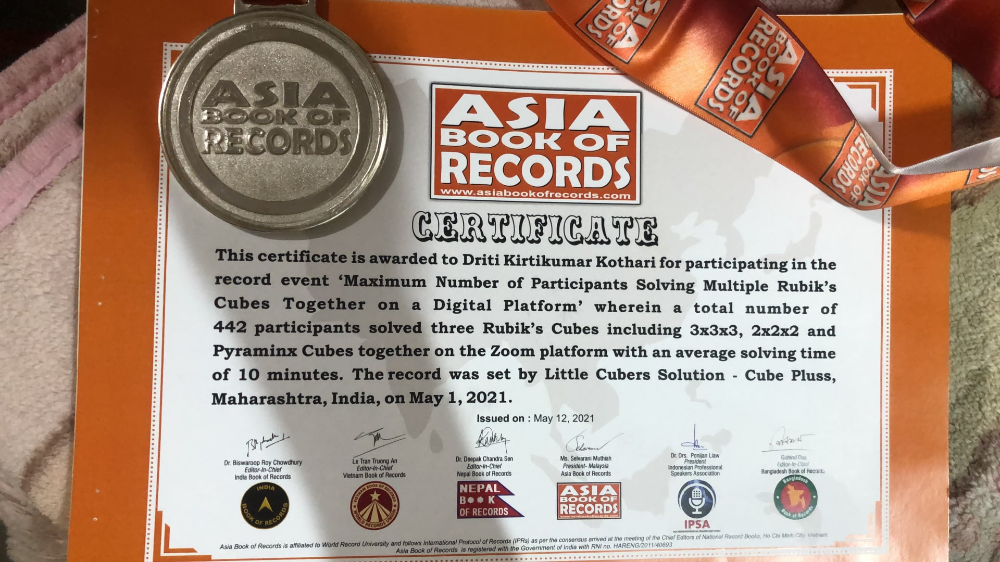 ASIA
BOOK OF
RECORDS
ASIA
BOOK OF
RECORDS
ASIA
BOOK OF
RECORDS
ASIA
BOOK OF
RECORDS
ASIA
BOOK OF
RECORDS
www.asiabookofrecords.com
CERTIFICATE
This certificate is awarded to Driti Kirtikumar Kothari for participating in the
record event ‘Maximum Number of Participants Solving Multiple Rubik’s
Cubes Together on a Digital Platform’ wherein a total number of
442 participants solved three Rubik’s Cubes including 3x3x3, 2x2x2 and
Pyraminx Cubes together on the Zoom platform with an average solving time
of 10 minutes. The record was set by Little Cubers Solution - Cube Pluss,
Maharashtra, India, on May 1, 2021.
Issued on : May 12, 2021
Dr. Biswaroop Roy Chowdhury
Editor-In-Chief
India Book of Records
Le Tran Truong An
Editor-In-Chief
Vietnam Book of Records
Dr. Deepak Chandra Sen
Editor-In-Chief
Nepal Book of Records
Ms. Selvarani Muthiah
President- Malaysia
Asia Book of Records
Dr. Drs. Ponijan Liaw
President
Indonesian Professional
Speakers Association
Gobind Das
Editor-In-Chief
Bangladesh Book of Records
INDIA
BOOK OF RECORDS
VIETNAM BOOK OF RECORDS
WORLD RECORDS UNION
NEPAL
B**K
OF RECORDS
ASIA
BOOK OF
RECORDS
www.asiabookofrecords.com
IPSA
Bangladesh
Book of Records
Asia Book of Records is affiliated to World Record University and follows International Protocol of Records (IPRs) as per the consensus arrived at the meeting of the Chief Editors of National Record Books, Ho Chi Minh City, Vietnam.
Asia Book of Records is registered with the Government of India with RNI no. HARENG/2011/40693